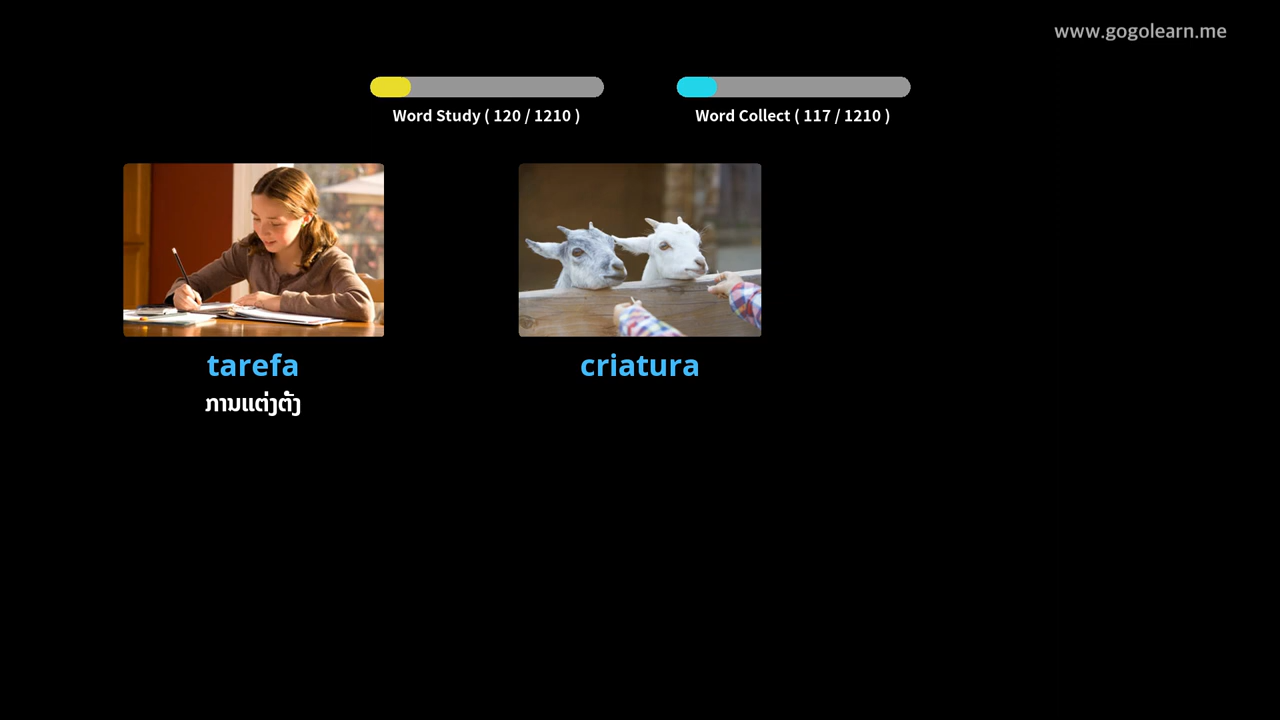 www.gogolearn.me
Word Study ( 120 / 1210 )
Word Collect ( 117 / 1210 )
tarefa
ການແຕ່ງຕັ້ງ
criatura